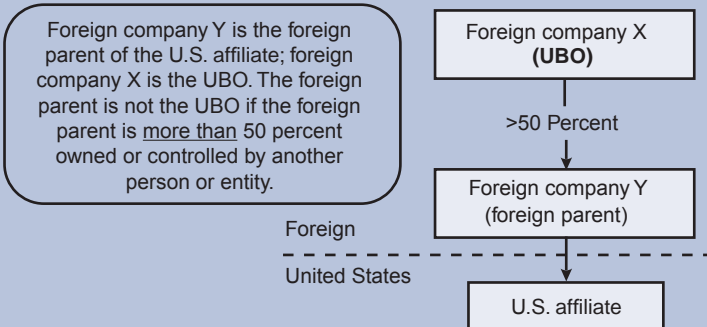 Foreign company Y is the foreign
parent of the U.S. affiliate; foreign
company X is the UBO. The foreign
parent is not the UBO if the foreign
parent is more than 50 percent
owned or controlled by another
person or entity.
Foreign company X
(UBO)
>50 Percent
Foreign company Y
(foreign parent)
Foreign
United States
U.S. affiliate